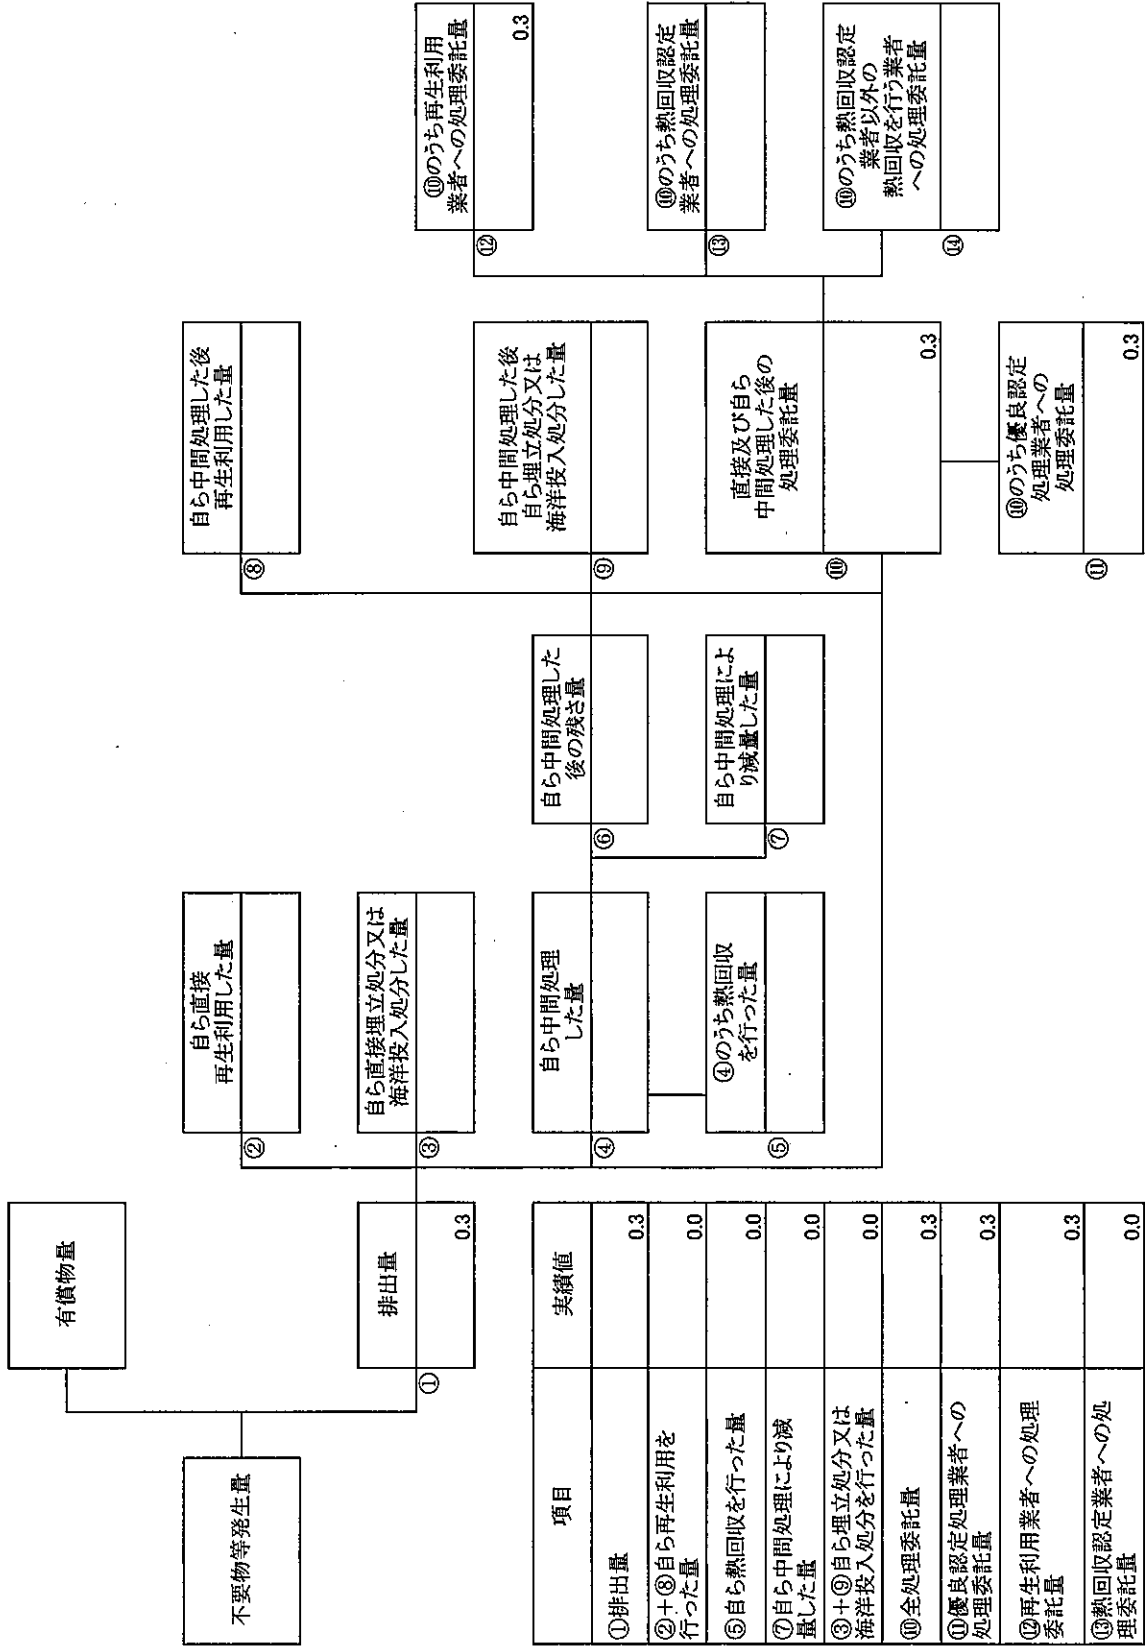 不要物等発生量
有償物量
①
排出量
0.3
②
自ら直接
再生利用した量
③
自ら直接埋立処分又は
海洋投入処分した量
④
自ら中間処理
した量
⑤
④のうち熱回収
を行った量
⑥
自ら中間処理した
後の残さ量
⑦
自ら中間処理によ
り減量した量
⑧
自ら中間処理した後
再生利用した量
⑨
自ら中間処理した後
自ら埋立処分又は
海洋投入処分した量
⑩
直接及び自ら
中間処理した後の
処理委託量
0.3
⑪
⑩のうち優良認定
処理業者への
処理委託量
0.3
⑫
⑩のうち再生利用
業者への処理委託量
0.3
⑬
⑩のうち熱回収認定
業者への処理委託量
⑭
⑩のうち熱回収認定
業者以外の
熱回収を行う業者
への処理委託量
項目 実績値
①排出量 0.3
②+⑧自ら再生利用を
行った量 0.0
⑤自ら熱回収を行った量 0.0
⑦自ら中間処理により減
量した量 0.0
③+⑨自ら埋立処分又は
海洋投入処分を行った量 0.0
⑩全処理委託量 0.3
⑪優良認定処理業者への
処理委託量 0.3
⑫再生利用業者への処理
委託量 0.3
⑬熱回収認定業者への処
理委託量 0.0